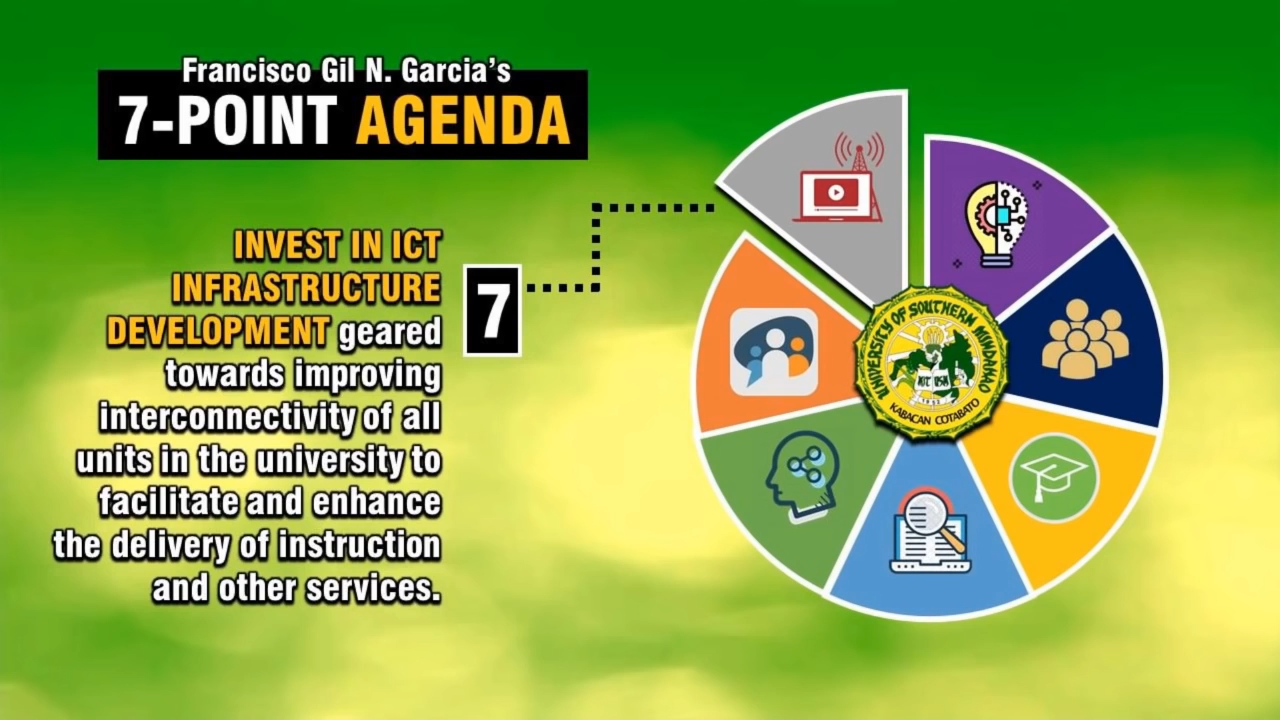 Francisco Gil N. Garcia's
7-POINT AGENDA
INVEST IN ICT
INFRASTRUCTURE
DEVELOPMENT geared
towards improving
interconnectivity of all
units in the university to
facilitate and enhance
the delivery of instruction
and other services.
7
UNIVERSITY OF SOUTHERN MINDANAO
KABACAN COTABATO